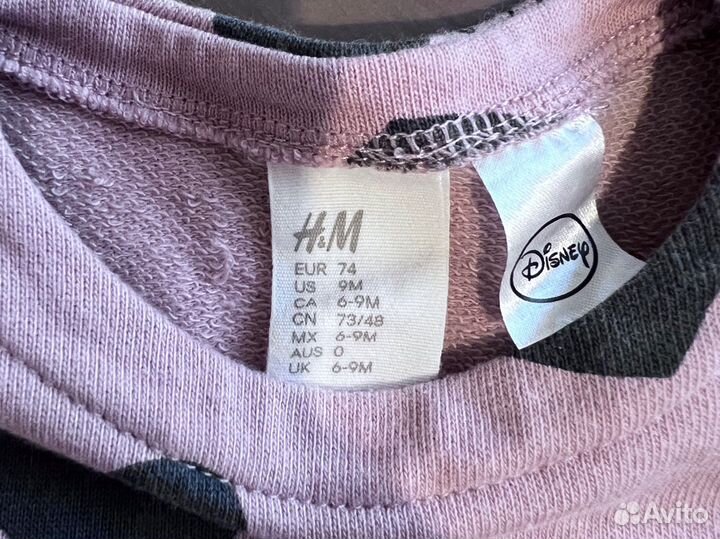 H&M
EUR 74
US 9M
CA 6-9M
CN 73/48
MX 6-9M
AUS 0
UK 6-9M
Disney
Avito